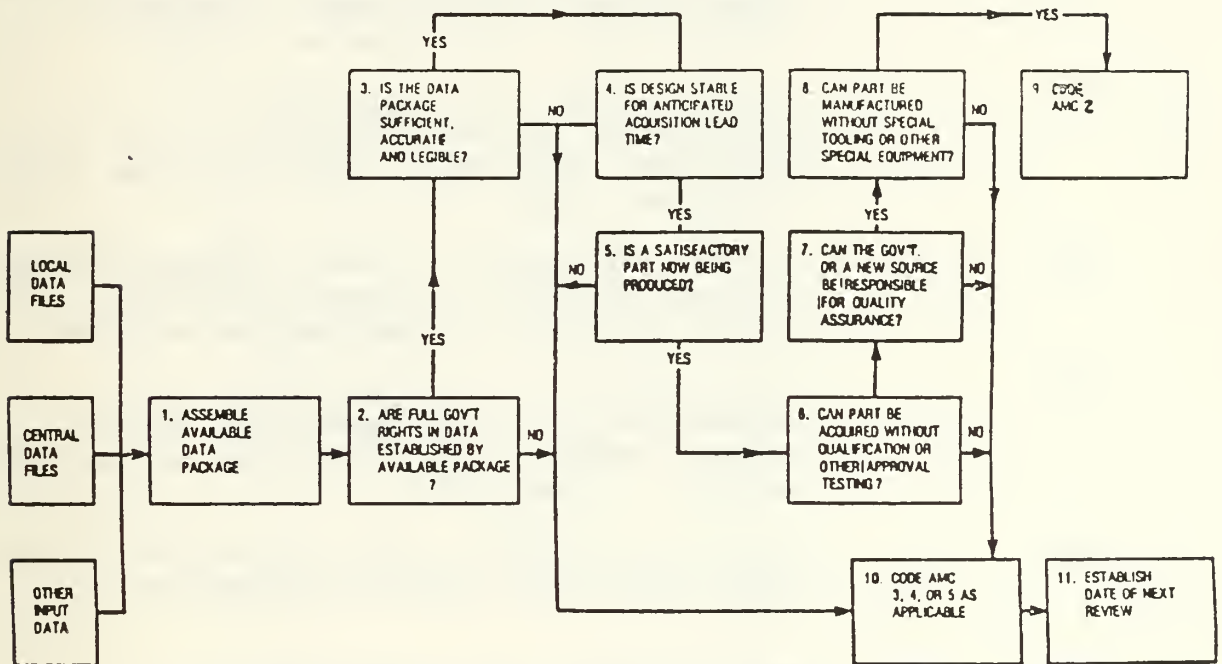 LOCAL
DATA
FILES
CENTRAL
DATA
FILES
OTHER
INPUT
DATA
1. ASSEMBLE
AVAILABLE
DATA
PACKAGE
2. ARE FULL GOV'T
RIGHTS IN DATA
ESTABLISHED BY
AVAILABLE PACKAGE
?
NO
YES
3. IS THE DATA
PACKAGE
SUFFICIENT,
ACCURATE
AND LEGIBLE?
YES
NO
4. IS DESIGN STABLE
FOR ANTICIPATED
ACQUISITION LEAD
TIME?
YES
5. IS A SATISFACTORY
PART NOW BEING
PRODUCED?
NO
YES
6. CAN PART BE
ACQUIRED WITHOUT
QUALIFICATION OR
OTHER APPROVAL
TESTING?
NO
7. CAN THE GOV'T.
OR A NEW SOURCE
BE RESPONSIBLE
FOR QUALITY
ASSURANCE?
NO
YES
8. CAN PART BE
MANUFACTURED
WITHOUT SPECIAL
TOOLING OR OTHER
SPECIAL EQUIPMENT?
NO
YES
9. CODE
AMC 2
10. CODE AMC
3, 4, OR 5 AS
APPLICABLE
11. ESTABLISH
DATE OF NEXT
REVIEW